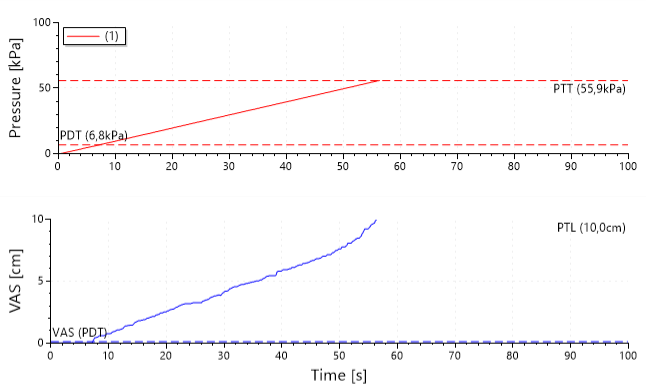 100
(1)
Pressure [kPa]
50
PTT (55,9kPa)
PDT (6,8kPa)
0
0 10 20 30 40 50 60 70 80 90 100
10
PTL (10,0cm)
VAS [cm]
5
VAS (PDT)
0
0 10 20 30 40 50 60 70 80 90 100
Time [s]